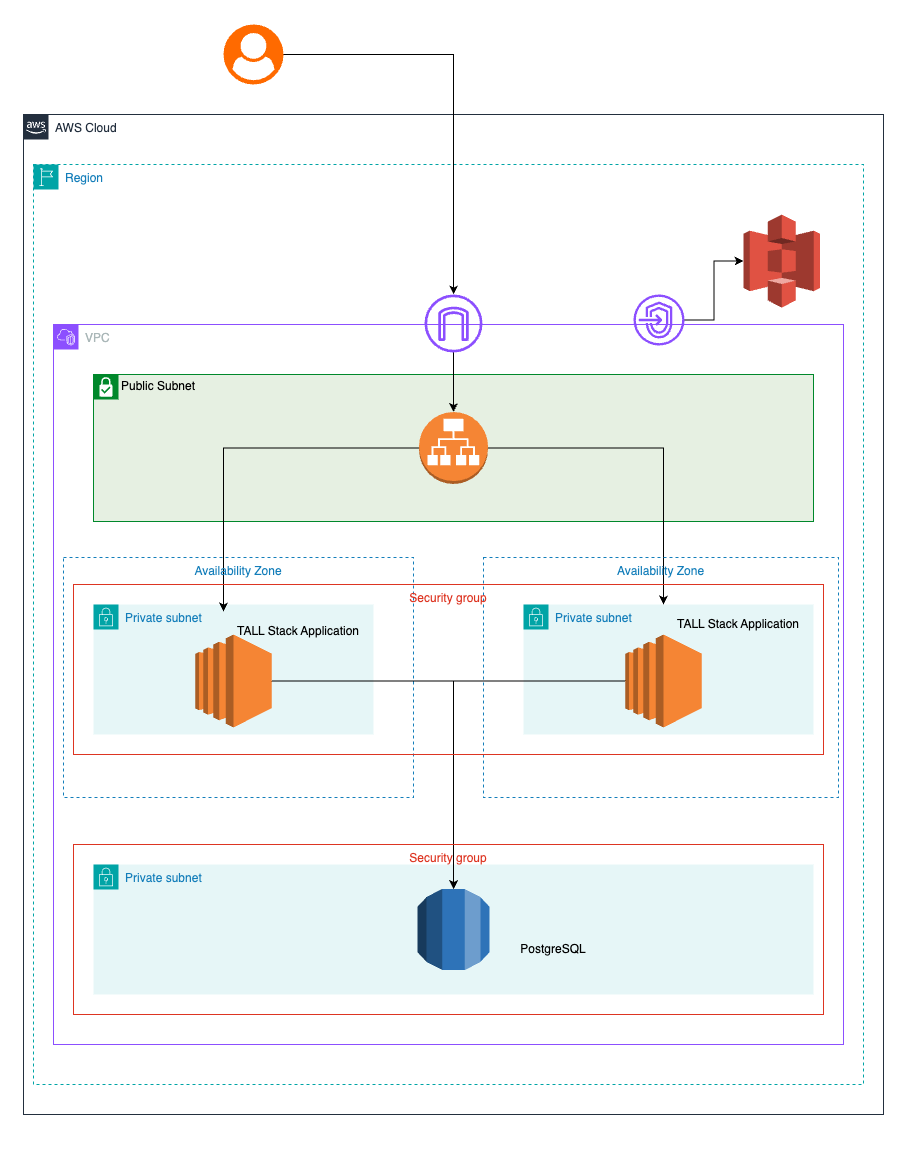 aws
AWS Cloud
Region
VPC
Public Subnet
Availability Zone
Availability Zone
Security group
Private subnet
TALL Stack Application
Private subnet
TALL Stack Application
Security group
Private subnet
PostgreSQL